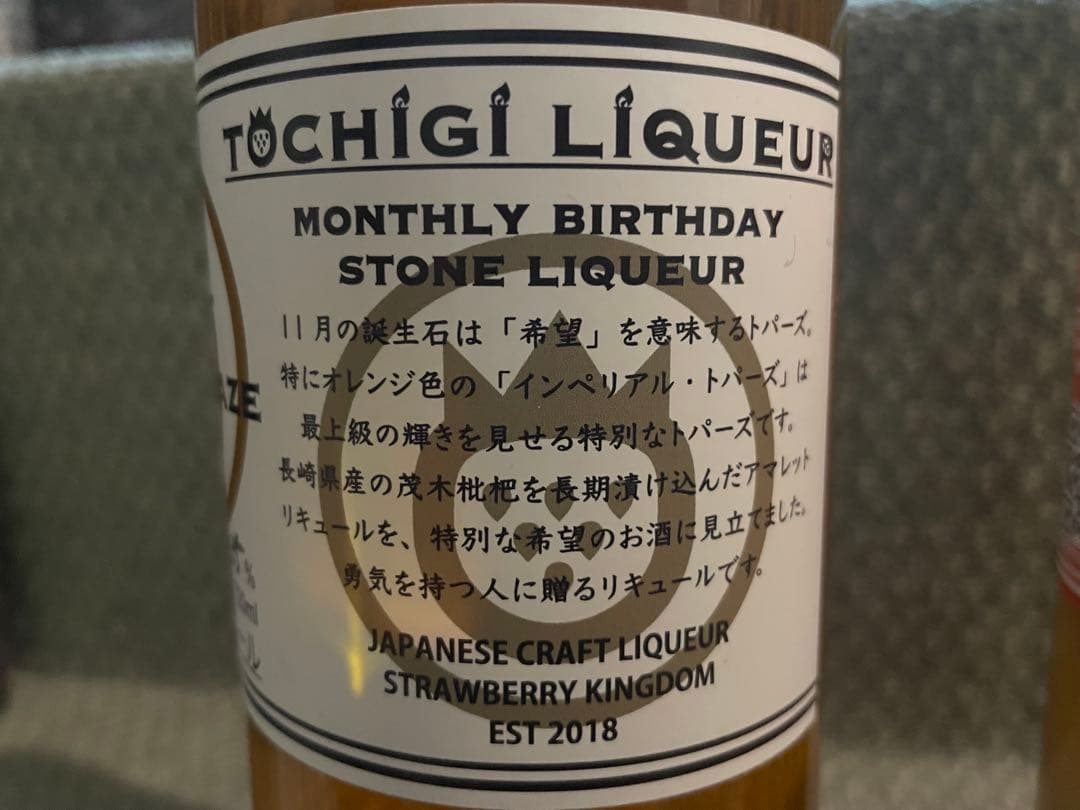 TOCHIGI LIQUEUR
MONTHLY BIRTHDAY
STONE LIQUEUR
11月の誕生石は「希望」を意味するトパーズ。
特にオレンジ色の「インペリアル・トパーズ」は
最上級の輝きを見せる特別なトパーズです。
長崎県産の茂木枇杷を長期漬け込んだアマレット
リキュールを、特別な希望のお酒に見立てました。
勇気を持つ人に贈るリキュールです。
JAPANESE CRAFT LIQUEUR
STRAWBERRY KINGDOM
EST 2018
AZE
%
ml